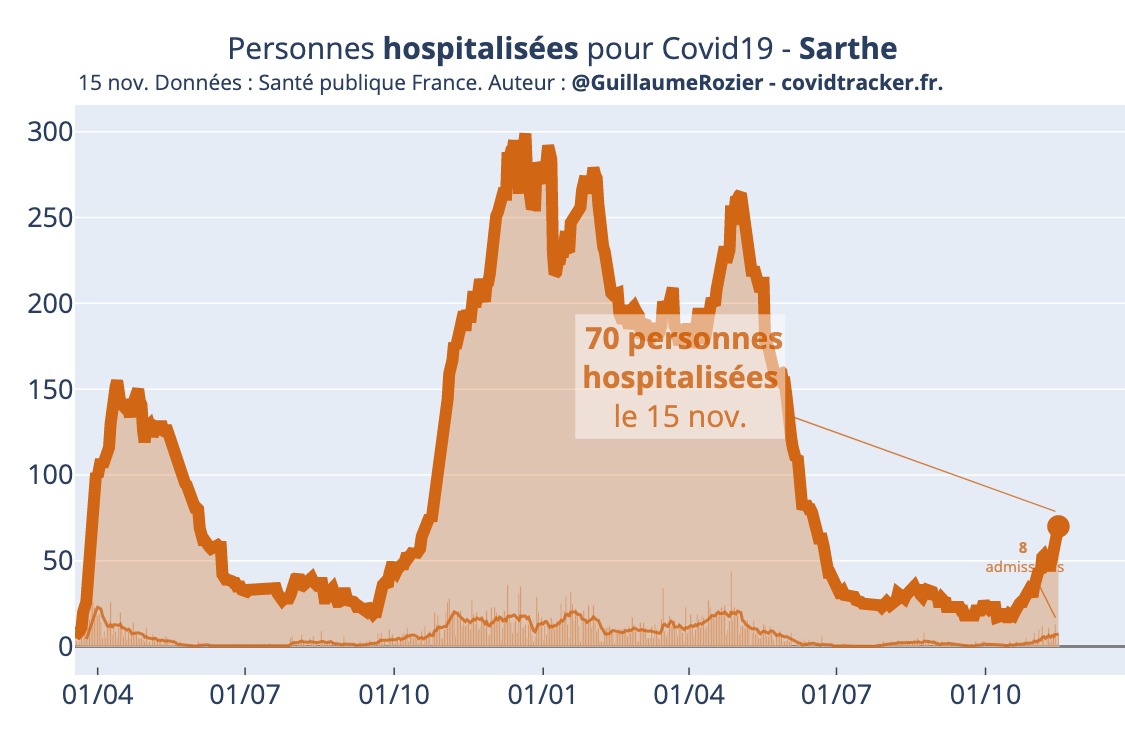 Personnes hospitalisées pour Covid19 - Sarthe
15 nov. Données : Santé publique France. Auteur : @GuillaumeRozier - covidtracker.fr.
300
250
200
150
100
50
0
70 personnes
hospitalisées
le 15 nov.
8
admissions
01/04
01/07
01/10
01/01
01/04
01/07
01/10